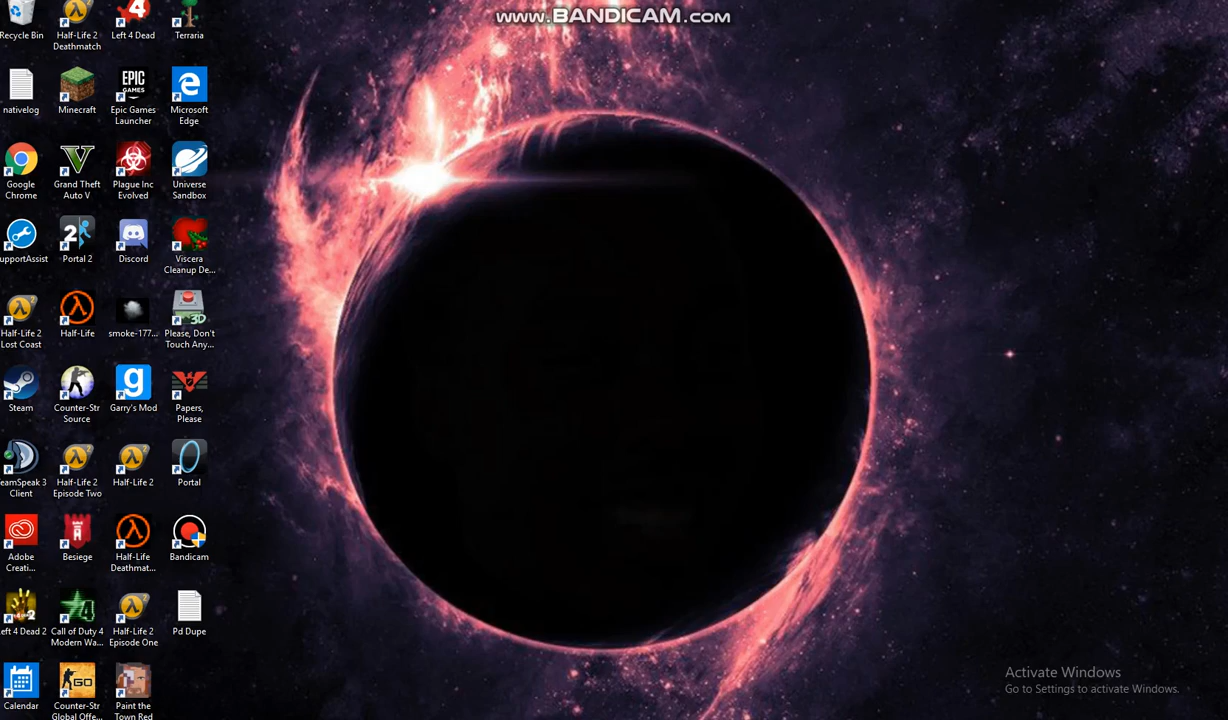 www.BANDICAM.com
Recycle Bin
Half-Life 2
Deathmatch
Left 4 Dead
Terraria
nativelog
Minecraft
Epic Games
Launcher
Microsoft
Edge
Google
Chrome
Grand Theft
Auto V
Plague Inc
Evolved
Universe
Sandbox
upportAssist
Portal 2
Discord
Viscera
Cleanup De...
Half-Life 2
Lost Coast
Half-Life
smoke-177...
Please, Don't
Touch Any...
Steam
Counter-Str
Source
Garry's Mod
Papers,
Please
eamSpeak 3
Client
Half-Life 2
Episode Two
Half-Life 2
Portal
Adobe
Creati...
Besiege
Half-Life
Deathmat...
Bandicam
eft 4 Dead 2
Call of Duty 4
Modern Wa...
Half-Life 2
Episode One
Pd Dupe
Calendar
Counter-Str
Global Offe...
Paint the
Town Red
EPIC
GAMES
GO
Activate Windows
Go to Settings to activate Windows.